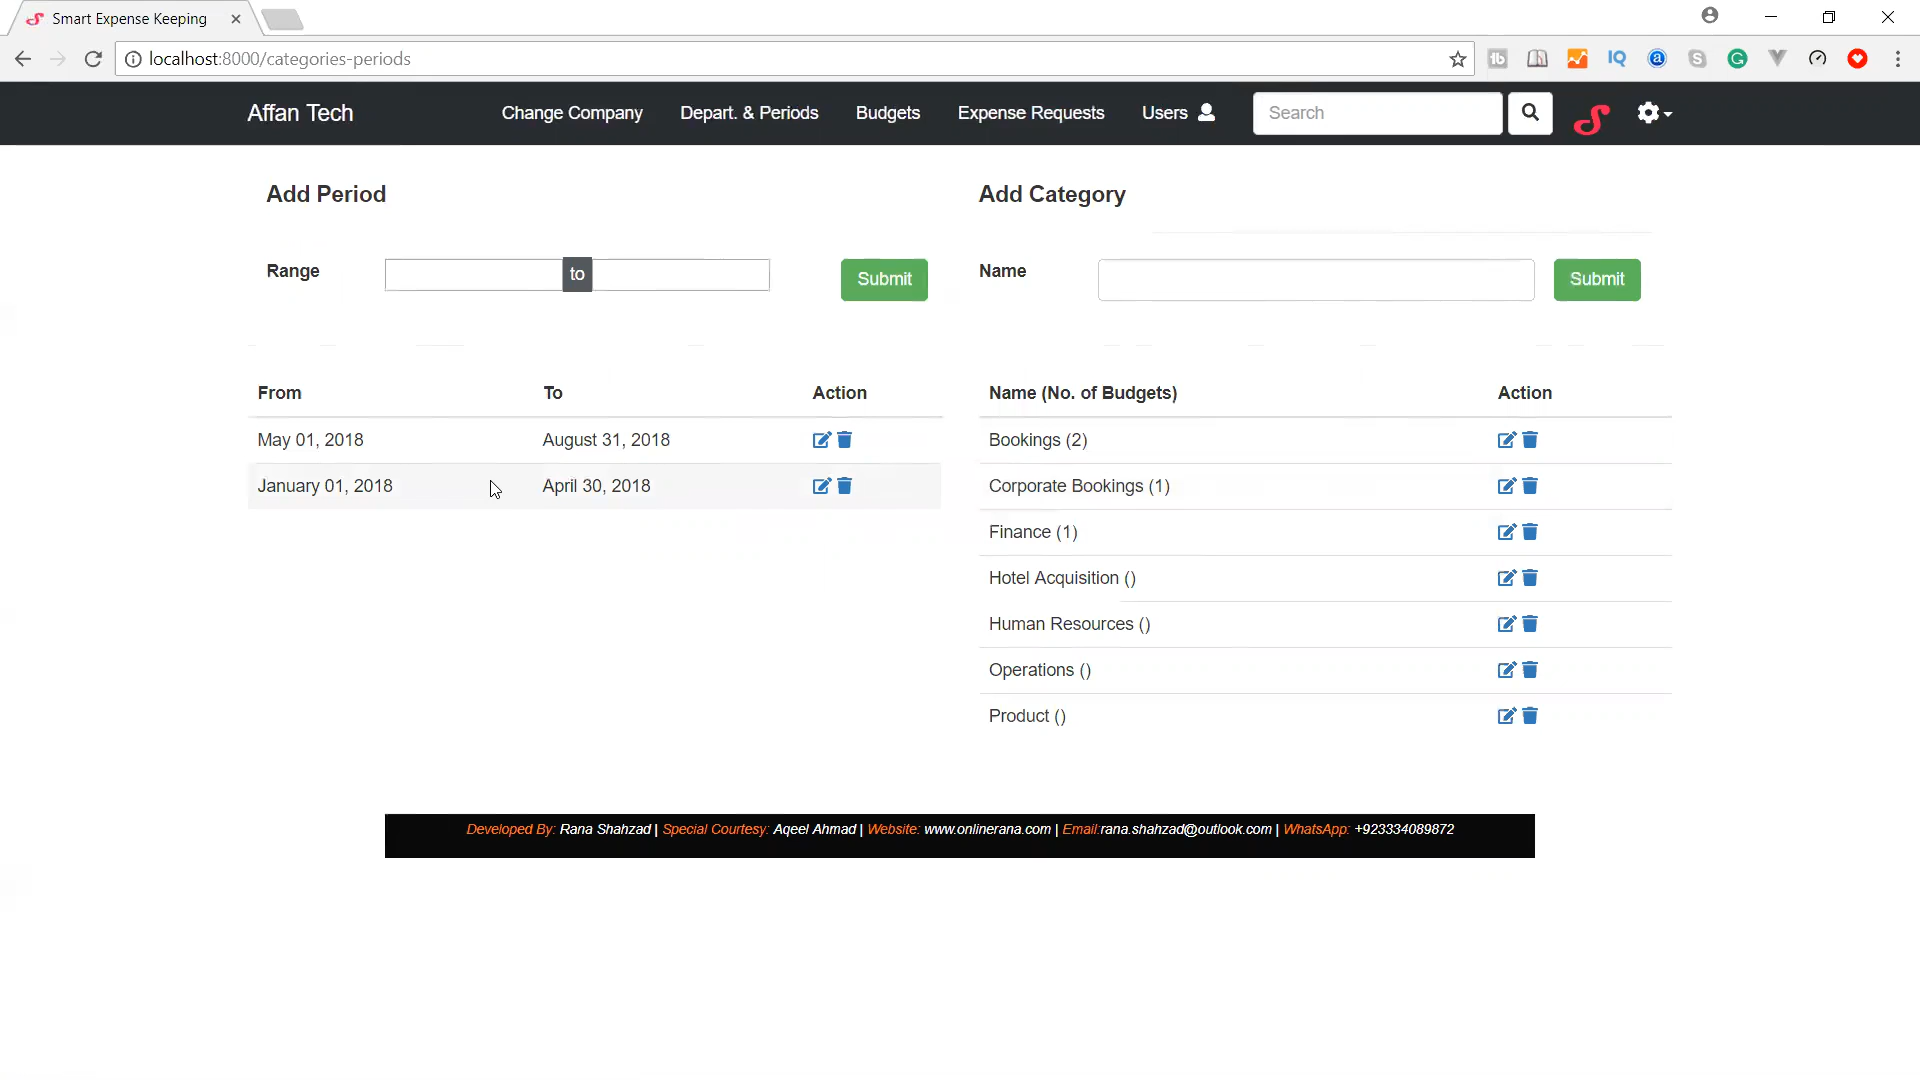 Smart Expense Keeping
localhost:8000/categories-periods
Affan Tech Change Company Depart. & Periods Budgets Expense Requests Users Search
Add Period
Range to Submit
From To Action
May 01, 2018 August 31, 2018
January 01, 2018 April 30, 2018
Add Category
Name Submit
Name (No. of Budgets) Action
Bookings (2)
Corporate Bookings (1)
Finance (1)
Hotel Acquisition ()
Human Resources ()
Operations ()
Product ()
Developed By: Rana Shahzad | Special Courtesy: Aqeel Ahmad | Website: www.onlinerana.com | Email:rana.shahzad@outlook.com | WhatsApp: +923334089872